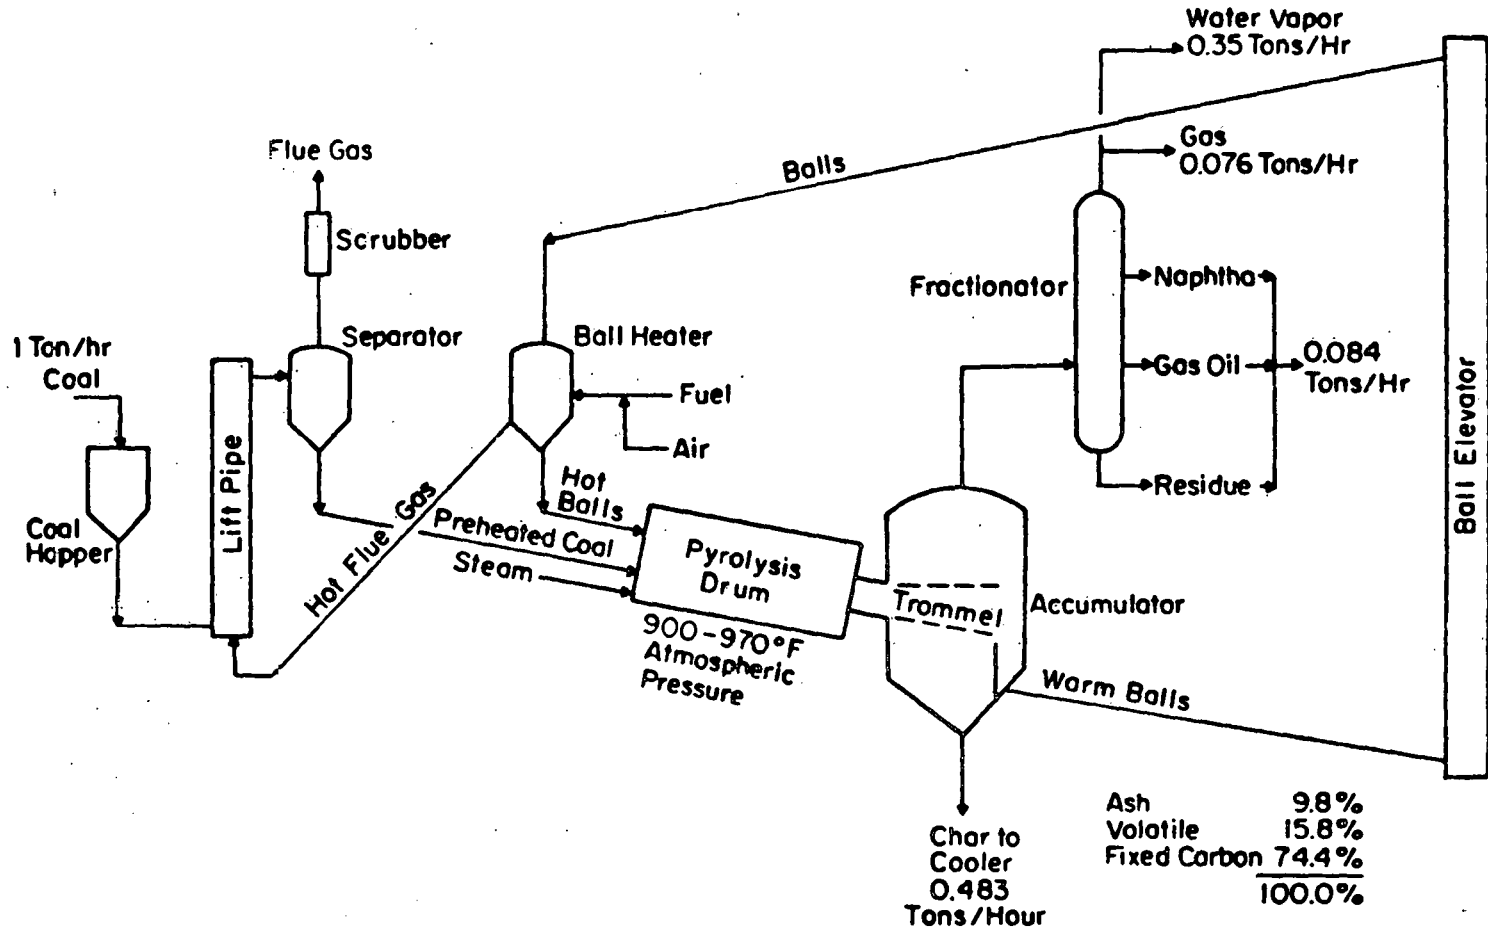 Water Vapor
0.35 Tons/Hr
Gas
0.076 Tons/Hr
Flue Gas
Balls
Scrubber
Fractionator
Naphtha
Separator
Ball Heater
1 Ton/hr
Coal
Gas Oil
0.084
Tons/Hr
Fuel
Air
Lift Pipe
Ball Elevator
Hot
Balls
Residue
Coal
Hopper
Hot Flue Gas
Preheated Coal
Steam
Pyrolysis
Drum
Trommel
Accumulator
900-970°F
Atmospheric
Pressure
Warm Balls
Char to
Cooler
0.483
Tons/Hour
Ash 9.8%
Volatile 15.8%
Fixed Carbon 74.4%
100.0%